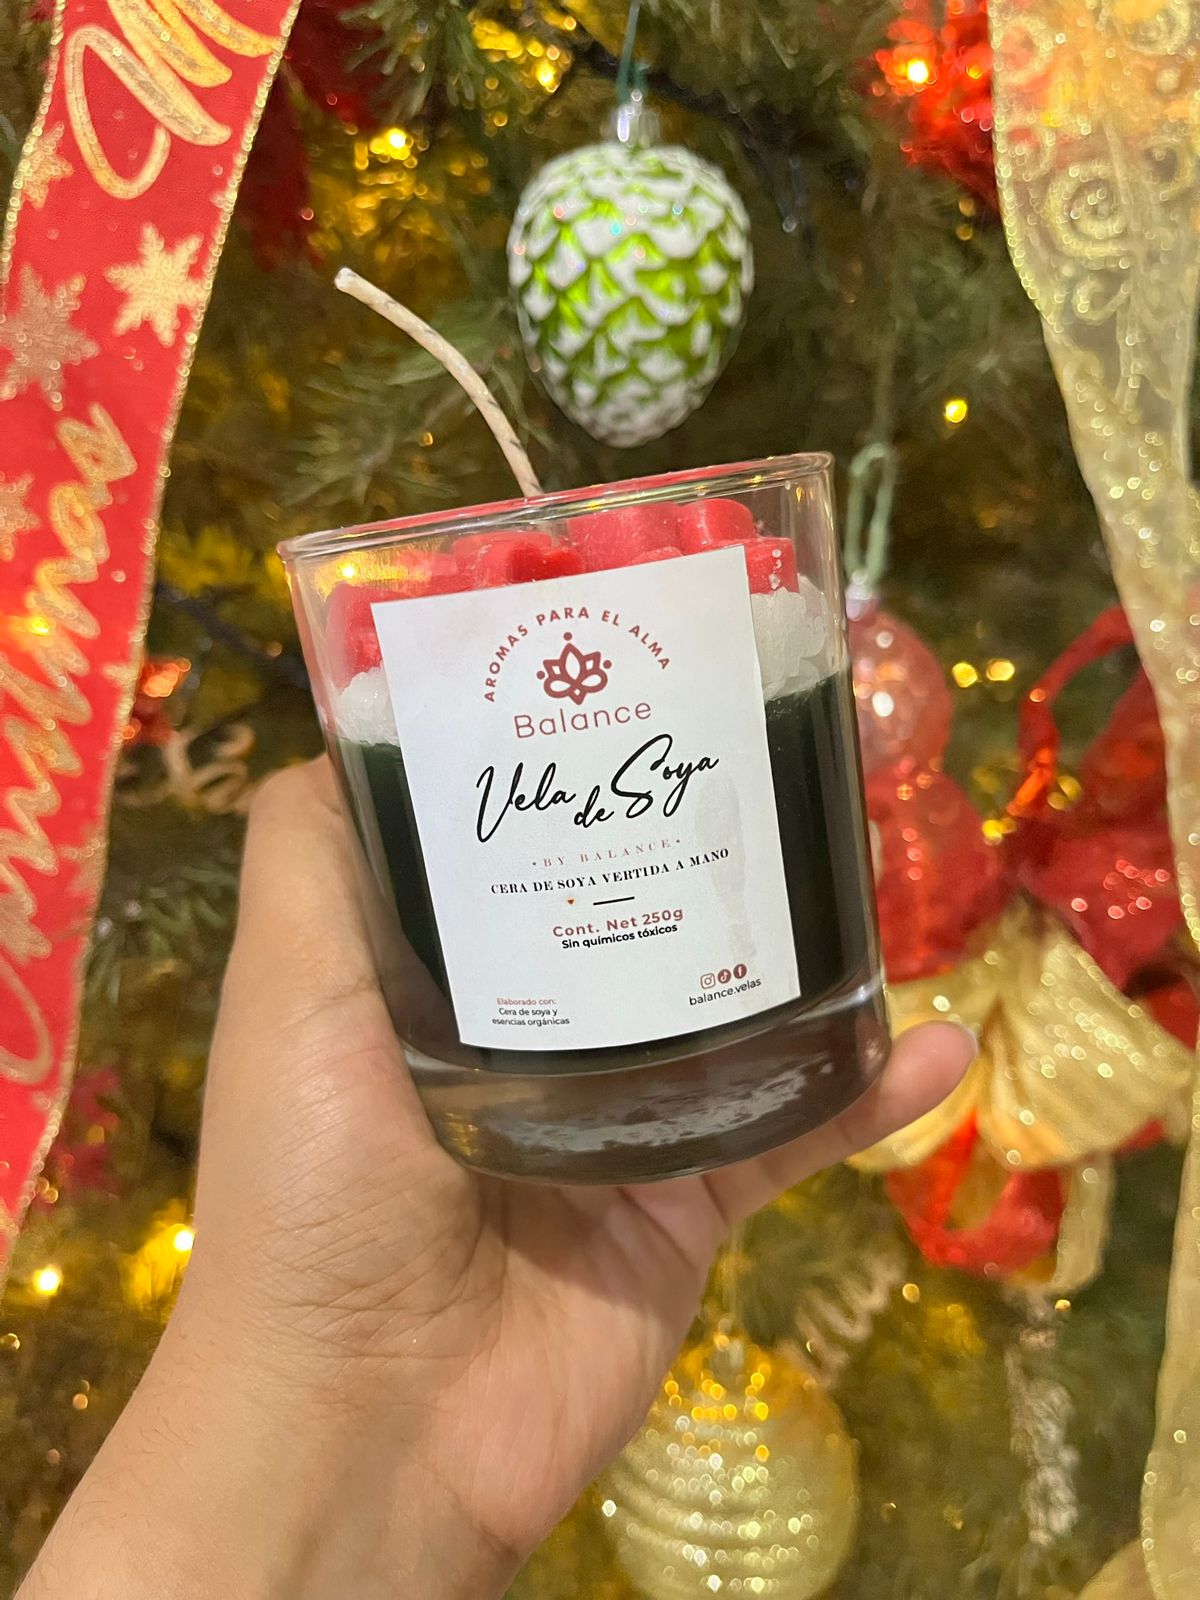 AROMAS PARA EL ALMA
Balance
Vela de Soya
• BY BALANCE •
CERA DE SOYA VERTIDA A MANO
Cont. Net 250g
Sin químicos tóxicos
Elaborado con:
Cera de soya y
esencias orgánicas
balance.velas